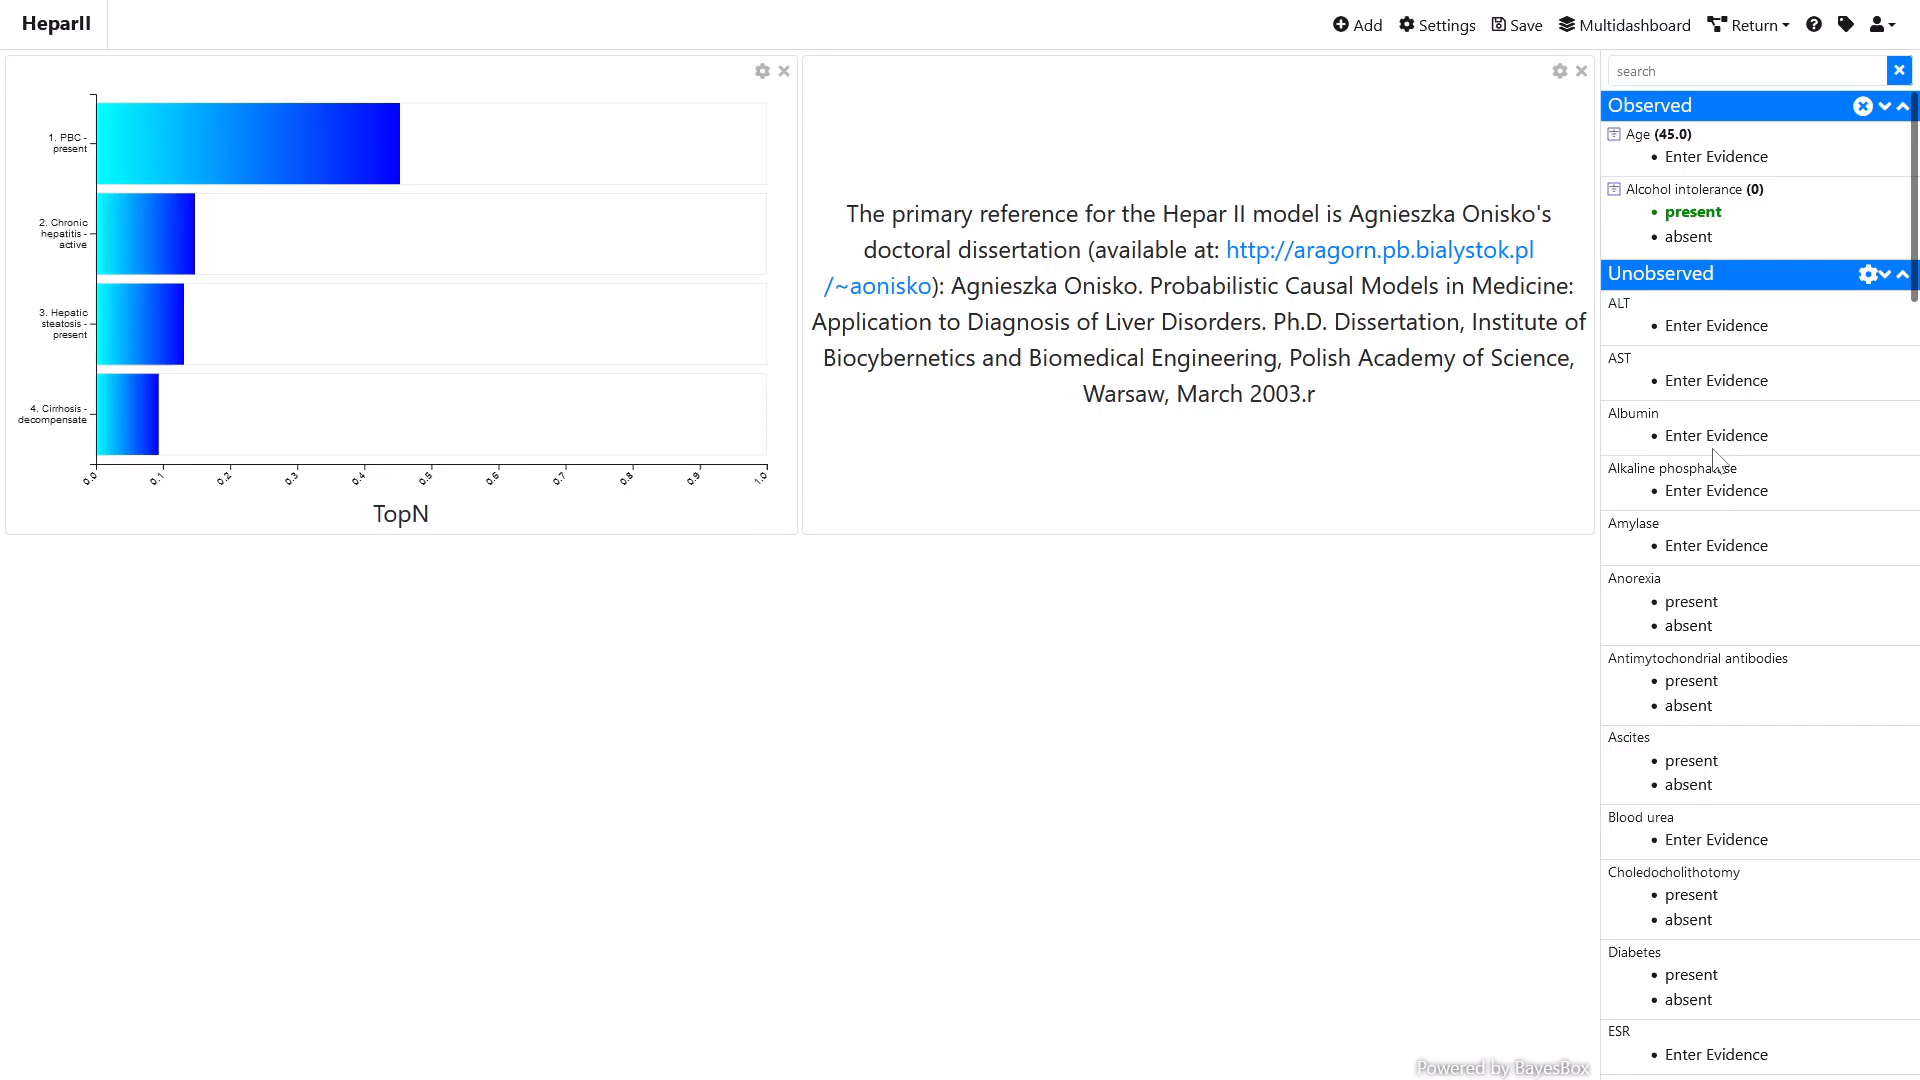 HeparII
Add
Settings
Save
Multidashboard
Return
1. PBC -
present
2. Chronic
hepatitis -
active
3. Hepatic
steatosis -
present
4. Cirrhosis -
decompensate
0.0
0.1
0.2
0.3
0.4
0.5
0.6
0.7
0.8
0.9
1.0
TopN
The primary reference for the Hepar II model is Agnieszka Onisko's
doctoral dissertation (available at: http://aragorn.pb.bialystok.pl
/~aonisko): Agnieszka Onisko. Probabilistic Causal Models in Medicine:
Application to Diagnosis of Liver Disorders. Ph.D. Dissertation, Institute of
Biocybernetics and Biomedical Engineering, Polish Academy of Science,
Warsaw, March 2003.r
search
Observed
Age (45.0)
• Enter Evidence
Alcohol intolerance (0)
• present
• absent
Unobserved
ALT
• Enter Evidence
AST
• Enter Evidence
Albumin
• Enter Evidence
Alkaline phosphatase
• Enter Evidence
Amylase
• Enter Evidence
Anorexia
• present
• absent
Antimytochondrial antibodies
• present
• absent
Ascites
• present
• absent
Blood urea
• Enter Evidence
Choledocholithotomy
• present
• absent
Diabetes
• present
• absent
ESR
• Enter Evidence
Powered by BayesBox